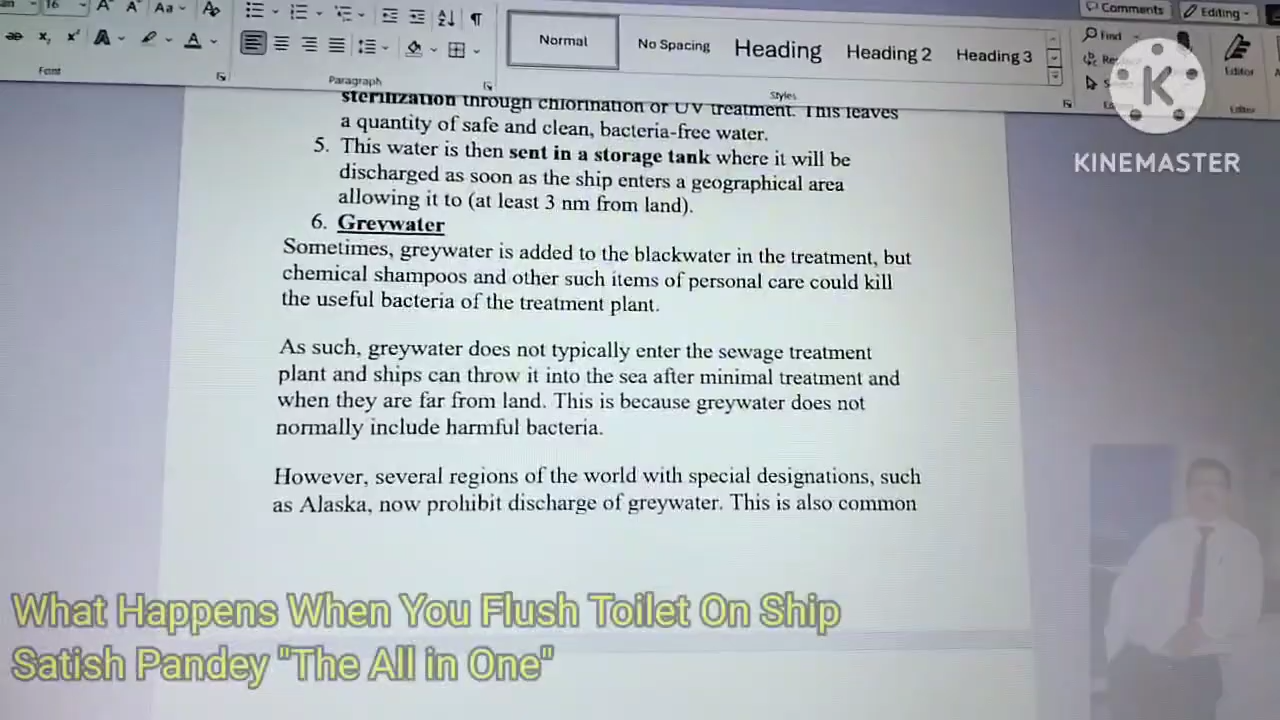 16
Aa
Comments
Editing
Find
Normal
No Spacing
Heading
Heading 2
Heading 3
Editor
Font
Paragraph
Styles
Editor
KINEMASTER
sterilization through chlorination or UV treatment. This leaves
a quantity of safe and clean, bacteria-free water.
5. This water is then sent in a storage tank where it will be
discharged as soon as the ship enters a geographical area
allowing it to (at least 3 nm from land).
6. Greywater
Sometimes, greywater is added to the blackwater in the treatment, but
chemical shampoos and other such items of personal care could kill
the useful bacteria of the treatment plant.
As such, greywater does not typically enter the sewage treatment
plant and ships can throw it into the sea after minimal treatment and
when they are far from land. This is because greywater does not
normally include harmful bacteria.
However, several regions of the world with special designations, such
as Alaska, now prohibit discharge of greywater. This is also common
What Happens When You Flush Toilet On Ship
Satish Pandey "The All in One"